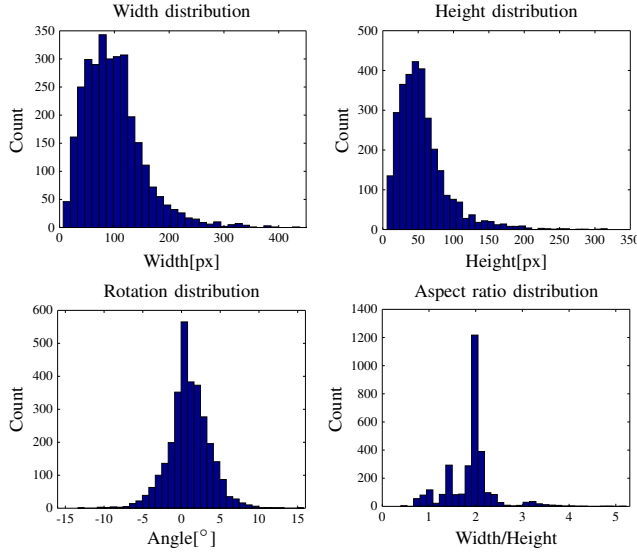 Width distribution
350
300
250
200
150
100
50
0
Count
0 100 200 300 400
Width[px]
Height distribution
500
400
300
200
100
0
Count
0 50 100 150 200 250 300 350
Height[px]
Rotation distribution
600
500
400
300
200
100
0
Count
-15 -10 -5 0 5 10 15
Angle[°]
Aspect ratio distribution
1400
1200
1000
800
600
400
200
0
Count
0 1 2 3 4 5
Width/Height